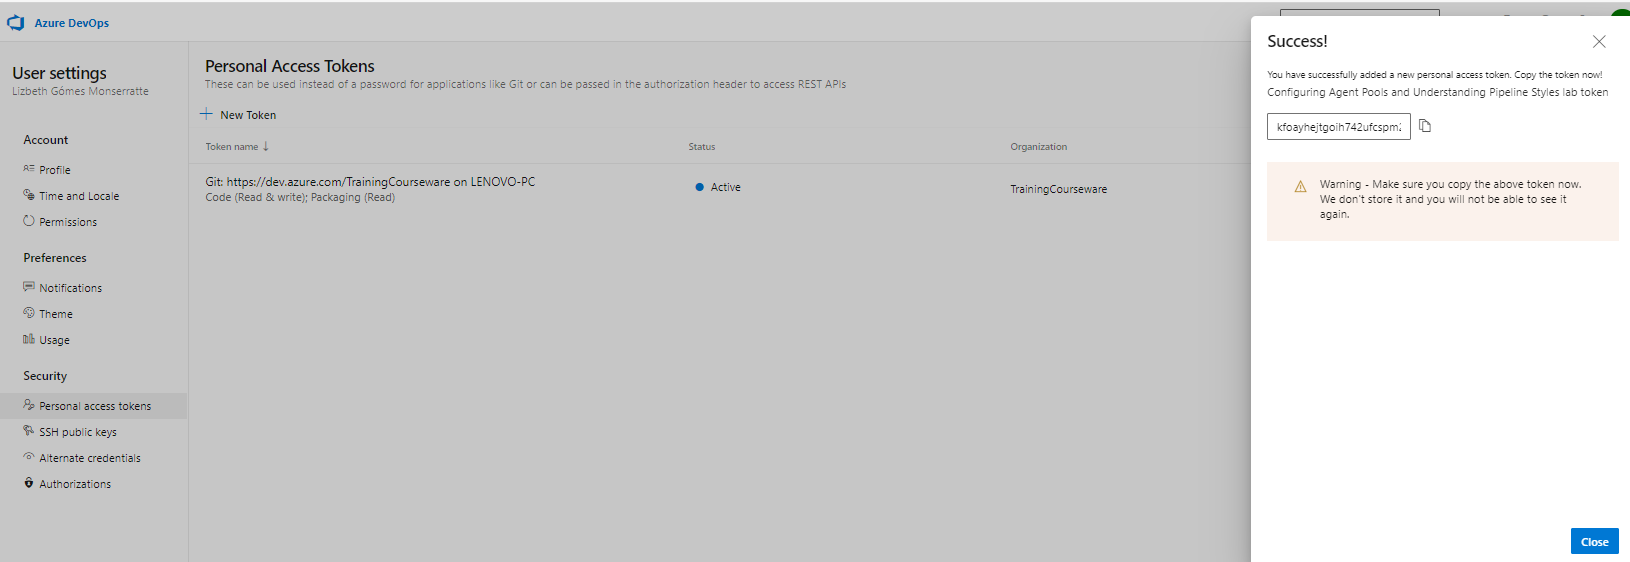 Azure DevOps
User settings
Lizbeth Gómes Monserratte
Account
Profile
Time and Locale
Permissions
Preferences
Notifications
Theme
Usage
Security
Personal access tokens
SSH public keys
Alternate credentials
Authorizations
Personal Access Tokens
These can be used instead of a password for applications like Git or can be passed in the authorization header to access REST APIs
New Token
Token name ↓
Status
Organization
Git: https://dev.azure.com/TrainingCourseware on LENOVO-PC
Code (Read & write); Packaging (Read)
Active
TrainingCourseware
Success!
You have successfully added a new personal access token. Copy the token now!
Configuring Agent Pools and Understanding Pipeline Styles lab token
kfoayhejtgoih742ufcspm
Warning - Make sure you copy the above token now.
We don't store it and you will not be able to see it
again.
Close